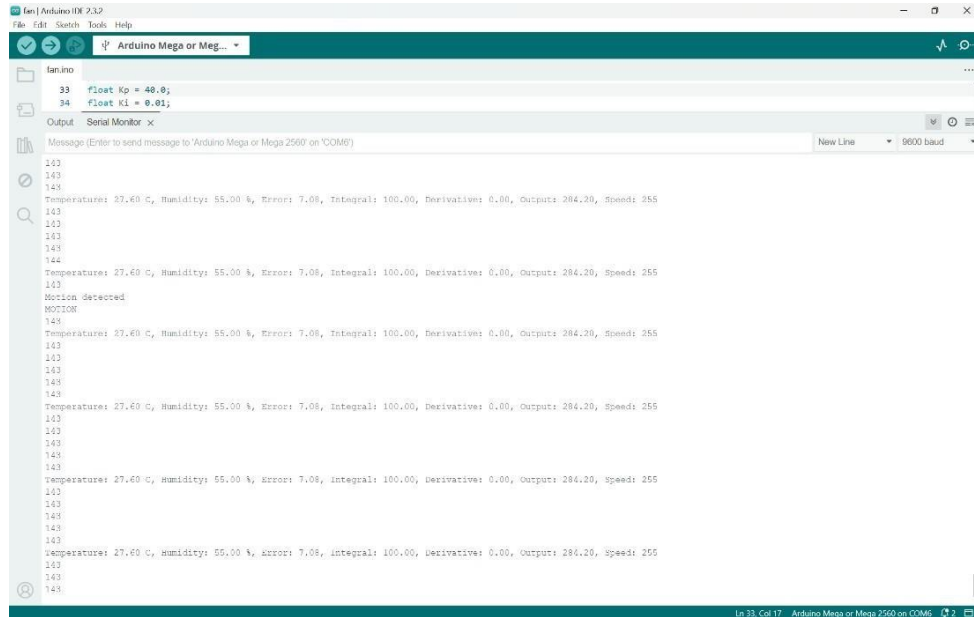 fan | Arduino IDE 2.3.2
File Edit Sketch Tools Help
Arduino Mega or Meg...
fan.ino
33 float Kp = 40.0;
34 float Ki = 0.01;
Output Serial Monitor
Message (Enter to send message to 'Arduino Mega or Mega 2560' on 'COM6')
New Line 9600 baud
143
143
143
Temperature: 27.60 C, Humidity: 55.00 %, Error: 7.08, Integral: 100.00, Derivative: 0.00, Output: 284.20, Speed: 255
143
143
143
143
144
Temperature: 27.60 C, Humidity: 55.00 %, Error: 7.08, Integral: 100.00, Derivative: 0.00, Output: 284.20, Speed: 255
143
Motion detected
MOTION
143
Temperature: 27.60 C, Humidity: 55.00 %, Error: 7.08, Integral: 100.00, Derivative: 0.00, Output: 284.20, Speed: 255
143
143
143
143
143
Temperature: 27.60 C, Humidity: 55.00 %, Error: 7.08, Integral: 100.00, Derivative: 0.00, Output: 284.20, Speed: 255
143
143
143
143
143
Temperature: 27.60 C, Humidity: 55.00 %, Error: 7.08, Integral: 100.00, Derivative: 0.00, Output: 284.20, Speed: 255
143
143
143
143
143
Temperature: 27.60 C, Humidity: 55.00 %, Error: 7.08, Integral: 100.00, Derivative: 0.00, Output: 284.20, Speed: 255
143
143
143
Ln 33, Col 17 Arduino Mega or Mega 2560 on COM6 2